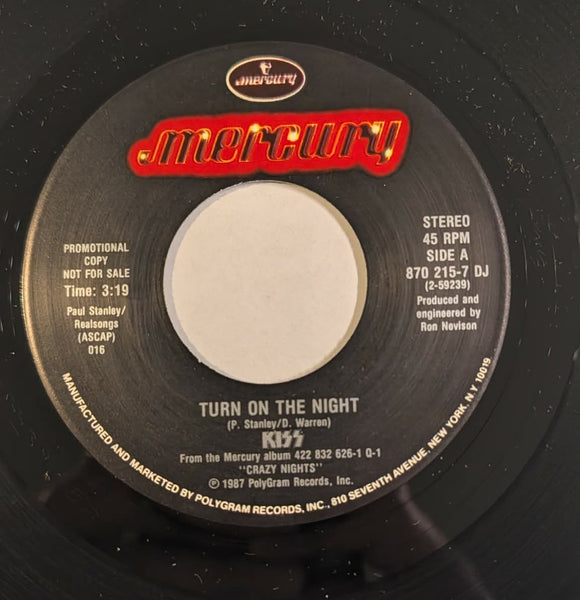 mercury
mercury
PROMOTIONAL
COPY
NOT FOR SALE
Time: 3:19
Paul Stanley/
Realsongs
(ASCAP)
016
STEREO
45 RPM
SIDE A
870 215-7 DJ
(2-59239)
Produced and
engineered by
Ron Nevison
TURN ON THE NIGHT
(P. Stanley/D. Warren)
KISS
From the Mercury album 422 832 626-1 Q-1
"CRAZY NIGHTS"
℗ 1987 PolyGram Records, Inc.
MANUFACTURED AND MARKETED BY POLYGRAM RECORDS, INC., 810 SEVENTH AVENUE, NEW YORK, N.Y. 10019